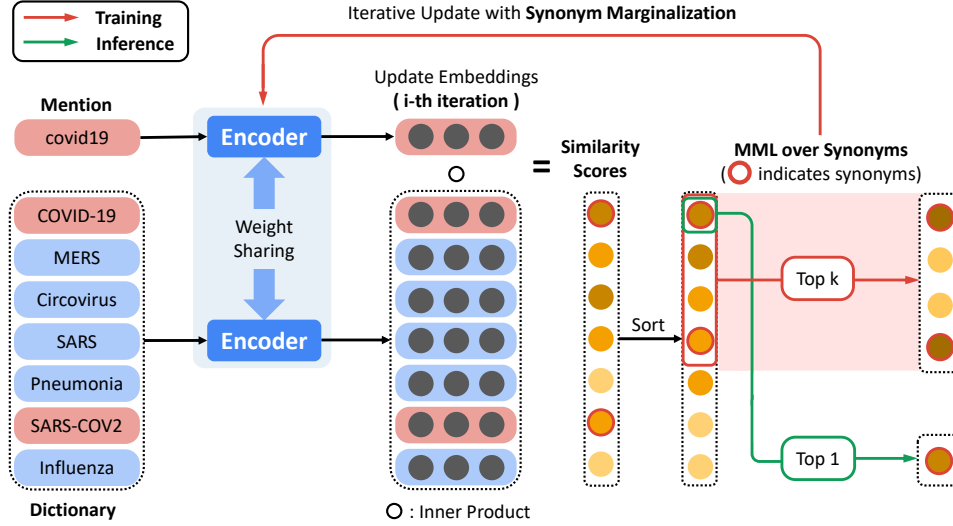 Training
Inference
Iterative Update with Synonym Marginalization
Update Embeddings
( i-th iteration )
Mention
covid19
Encoder
Similarity
Scores
=
MML over Synonyms
( indicates synonyms)
COVID-19
MERS
Circovirus
SARS
Pneumonia
SARS-COV2
Influenza
Dictionary
Weight
Sharing
Encoder
Sort
Top k
Top 1
: Inner Product